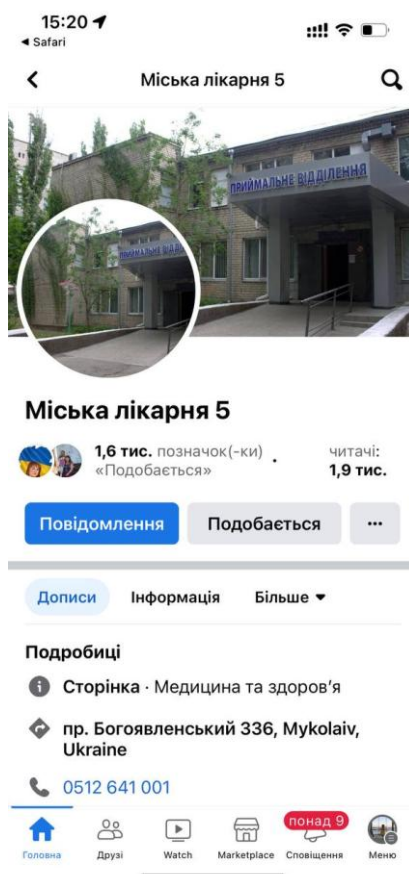 15:20
◄ Safari
Міська лікарня 5
ПРИЙМАЛЬНЕ ВІДДІЛЕННЯ
Міська лікарня 5
1,6 тис. позначок(-ки) · читачі:
«Подобається» 1,9 тис.
Повідомлення Подобається ...
Дописи Інформація Більше ▼
Подробиці
Сторінка · Медицина та здоров'я
пр. Богоявленський 336, Mykolaiv,
Ukraine
0512 641 001
понад 9
Головна Друзі Watch Marketplace Сповіщення Меню